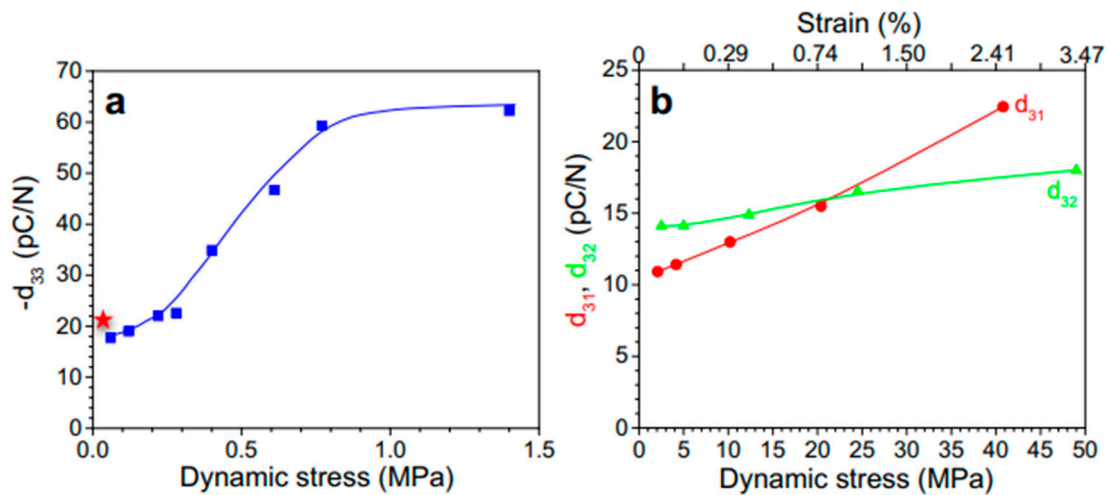 a
-d33 (pC/N)
70
60
50
40
30
20
10
0
0.0 0.5 1.0 1.5
Dynamic stress (MPa)
Strain (%)
0 0.29 0.74 1.50 2.41 3.47
b
d31, d32 (pC/N)
25
20
15
10
5
0
d31
d32
0 5 10 15 20 25 30 35 40 45 50
Dynamic stress (MPa)